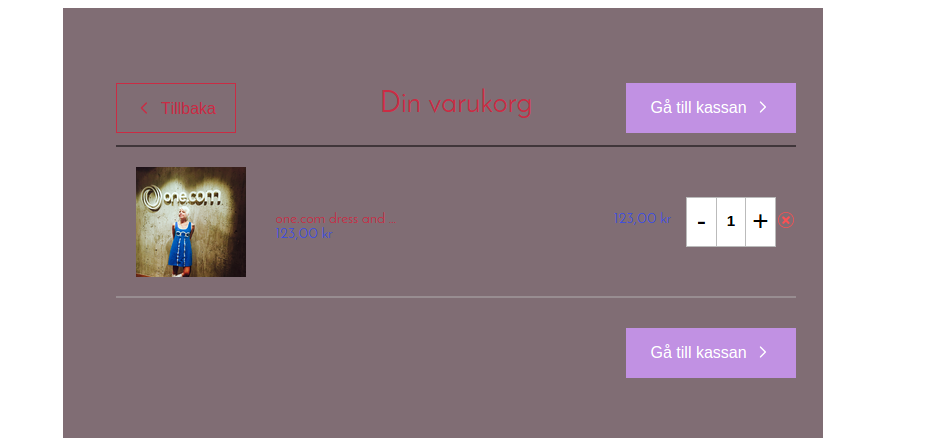 Tillbaka
Din varukorg
Gå till kassan
one.com
one.com dress and ...
123,00 kr
123,00 kr
- 1 +
Gå till kassan